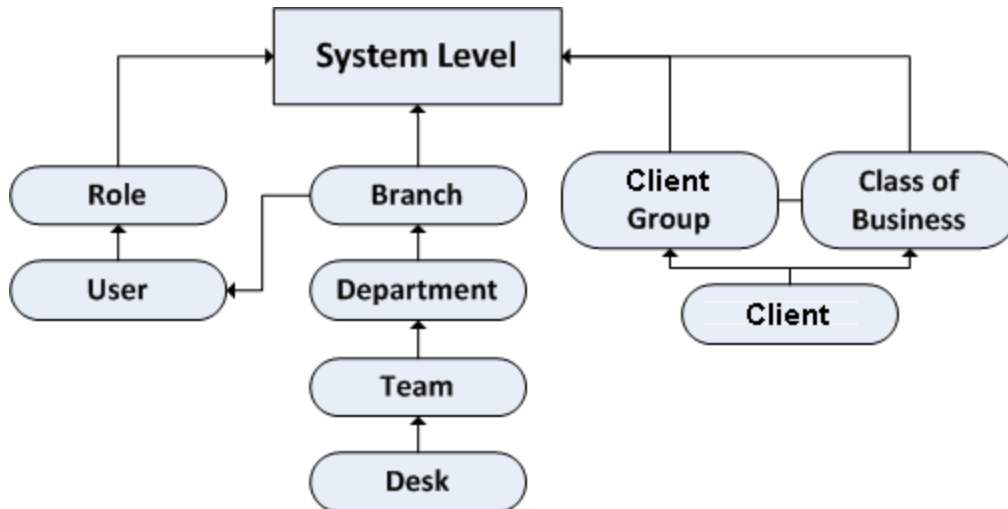 System Level
Role
Branch
Client
Group
Class of
Business
User
Department
Client
Team
Desk